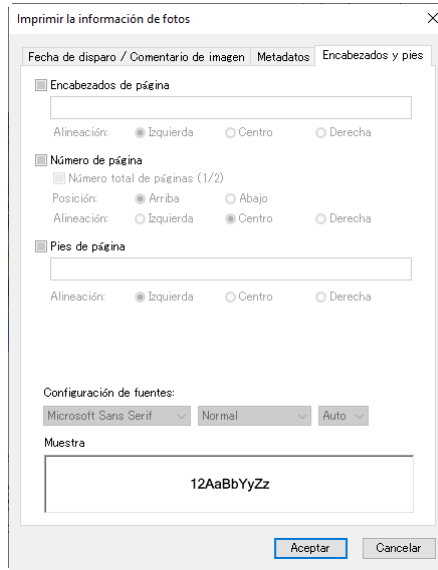 Imprimir la información de fotos
Fecha de disparo / Comentario de imagen Metadatos Encabezados y pies
Encabezados de página
Alineación: Izquierda Centro Derecha
Número de página
Número total de páginas (1/2)
Posición: Arriba Abajo
Alineación: Izquierda Centro Derecha
Pies de página
Alineación: Izquierda Centro Derecha
Configuración de fuentes:
Microsoft Sans Serif Normal Auto
Muestra
12AaBbYyZz
Aceptar Cancelar